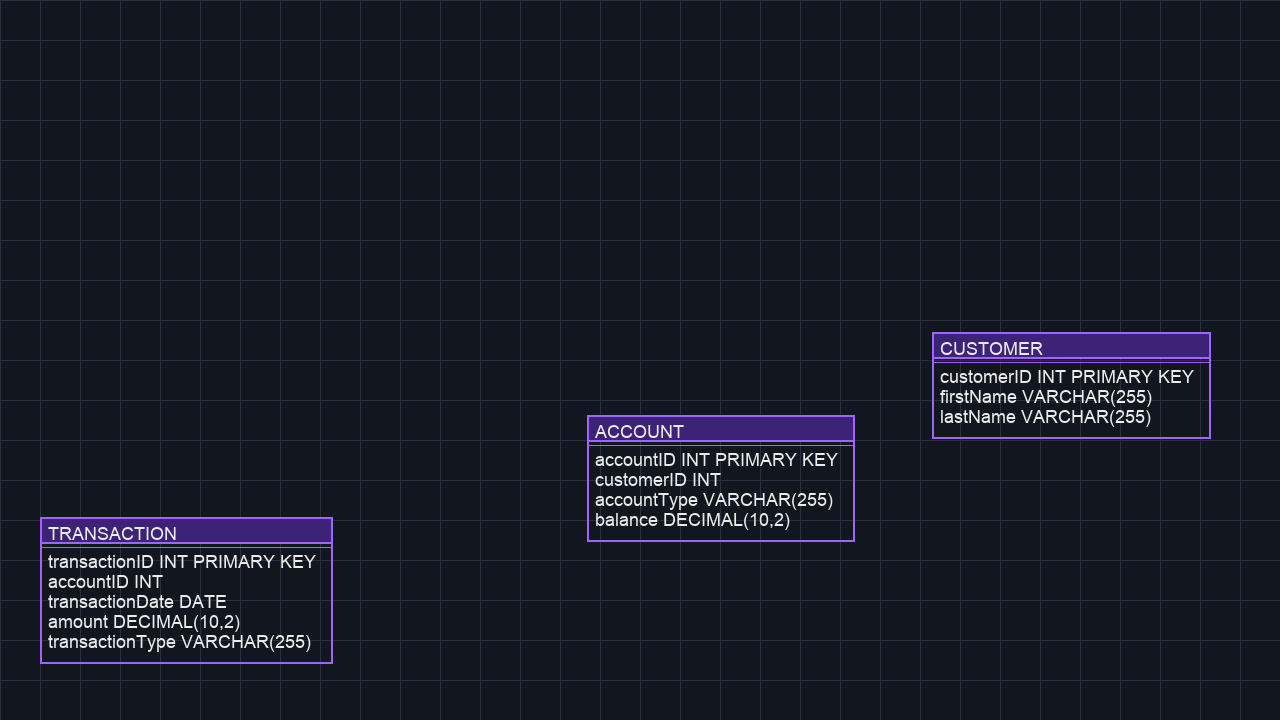 CUSTOMER
customerID INT PRIMARY KEY
firstName VARCHAR(255)
lastName VARCHAR(255)
ACCOUNT
accountID INT PRIMARY KEY
customerID INT
accountType VARCHAR(255)
balance DECIMAL(10,2)
TRANSACTION
transactionID INT PRIMARY KEY
accountID INT
transactionDate DATE
amount DECIMAL(10,2)
transactionType VARCHAR(255)